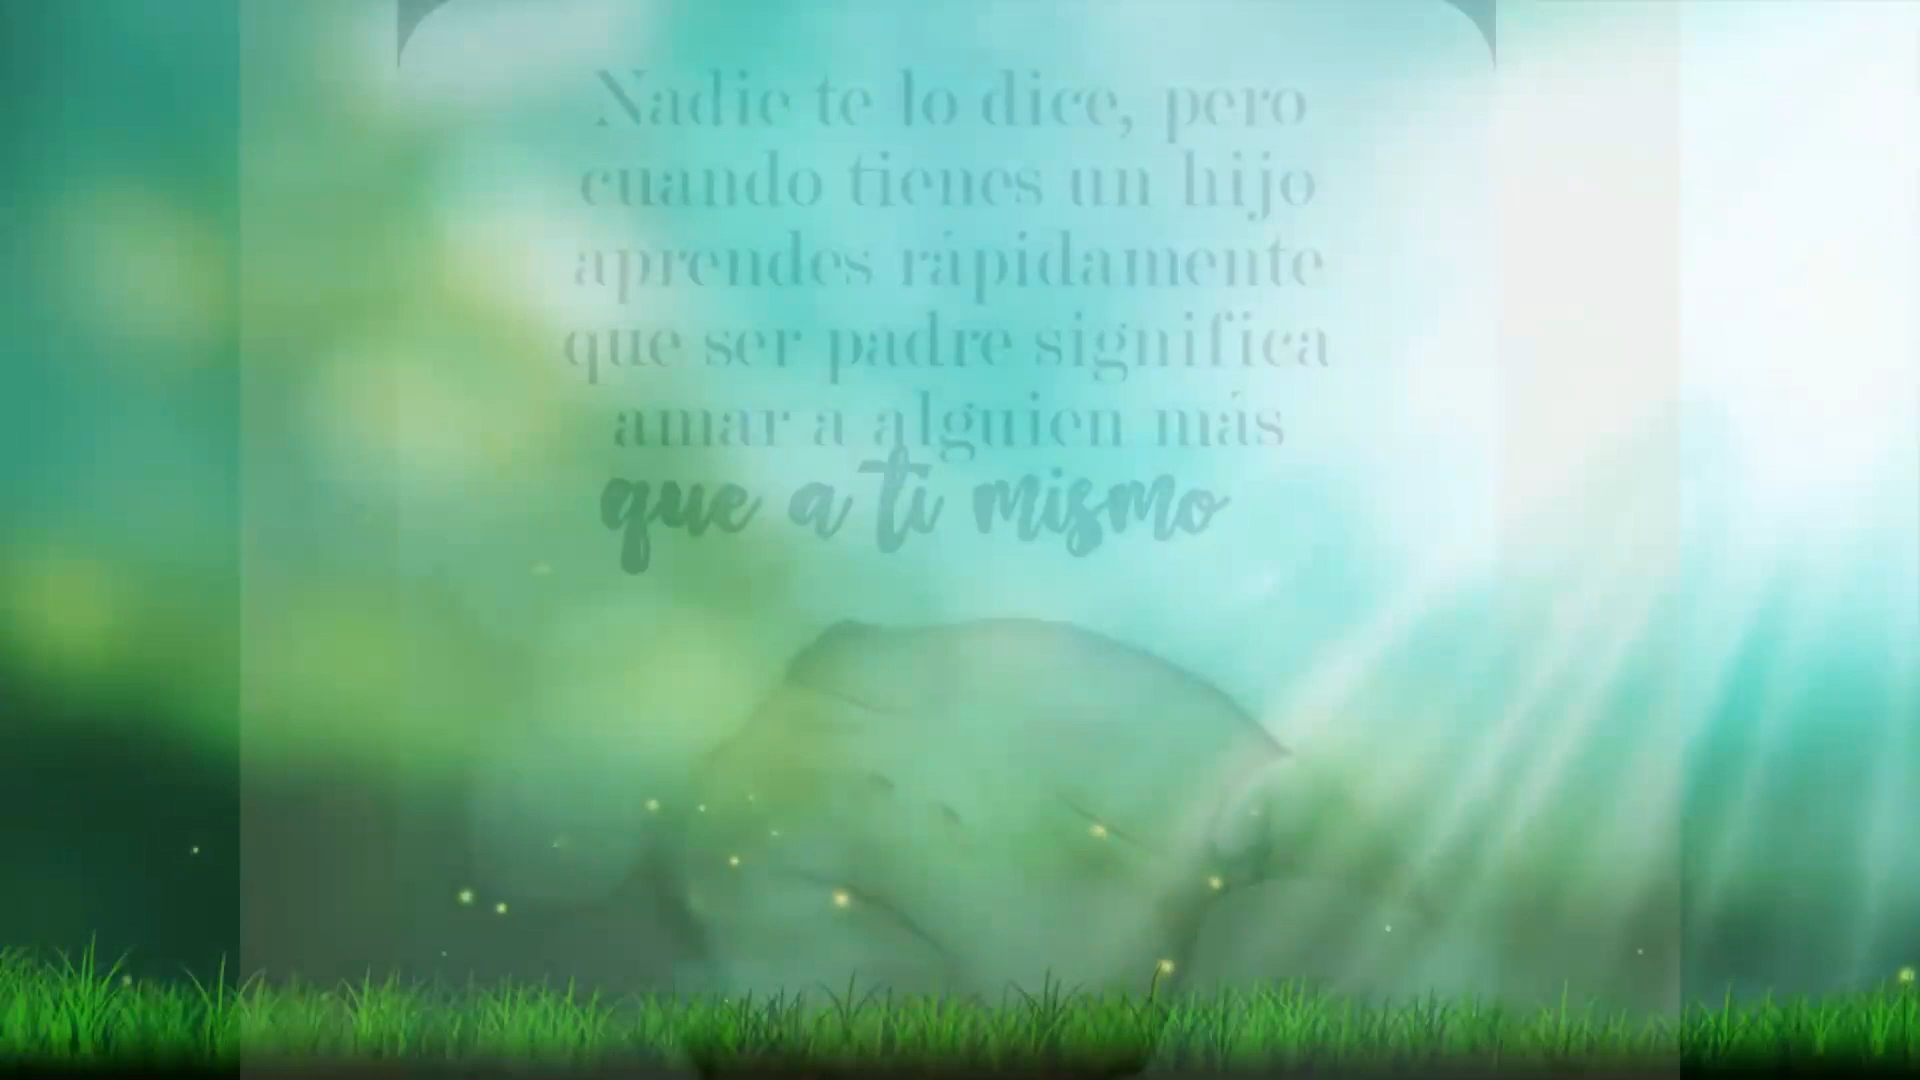 Nadie te lo dice, pero
cuando tienes un hijo
aprendes rápidamente
que ser padre significa
amar a alguien más
que a ti mismo